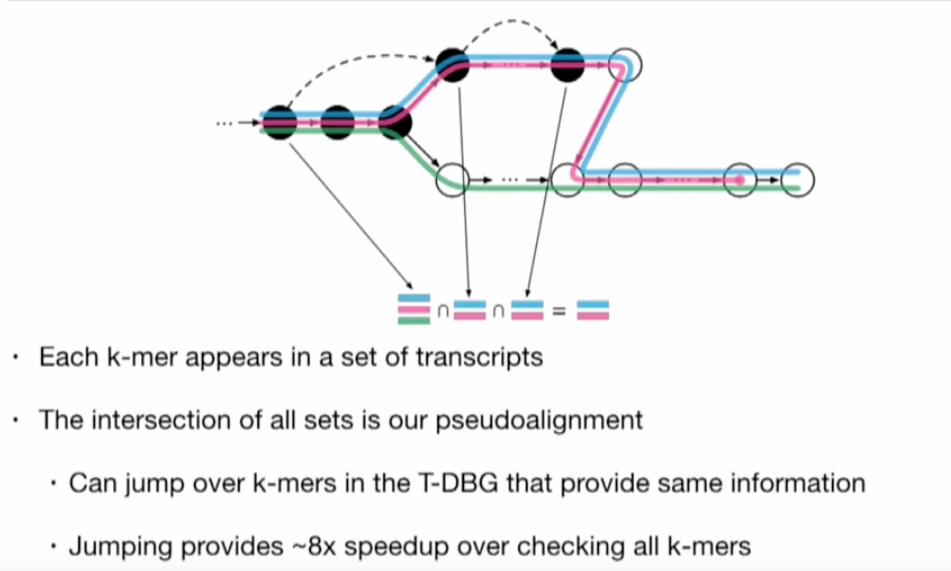 ...
...
...
...
∩ ∩ =
· Each k-mer appears in a set of transcripts
· The intersection of all sets is our pseudoalignment
· Can jump over k-mers in the T-DBG that provide same information
· Jumping provides ~8x speedup over checking all k-mers